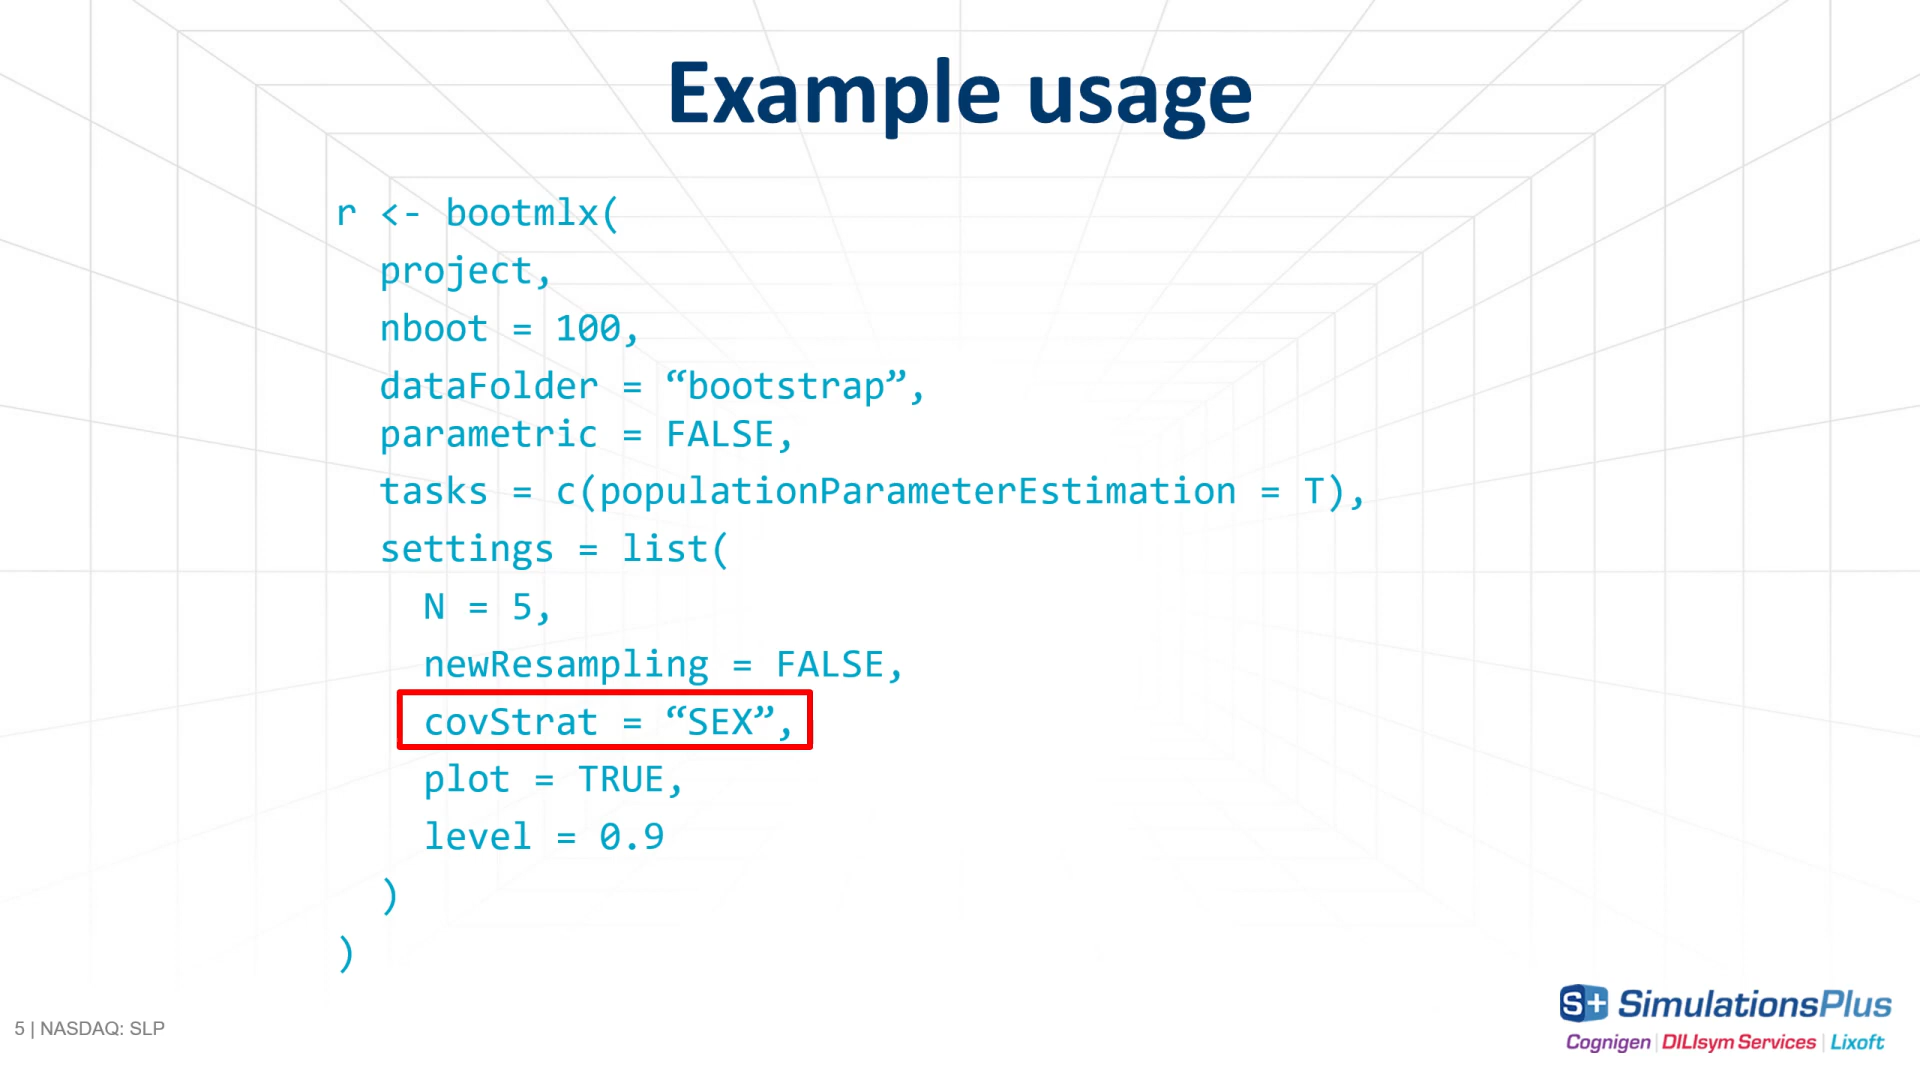 Example usage
r <- bootmlx(
project,
nboot = 100,
dataFolder = “bootstrap”,
parametric = FALSE,
tasks = c(populationParameterEstimation = T),
settings = list(
N = 5,
newResampling = FALSE,
covStrat = “SEX”,
plot = TRUE,
level = 0.9
)
)
5 | NASDAQ: SLP
S+ SimulationsPlus
Cognigen | DILIsym Services | Lixoft